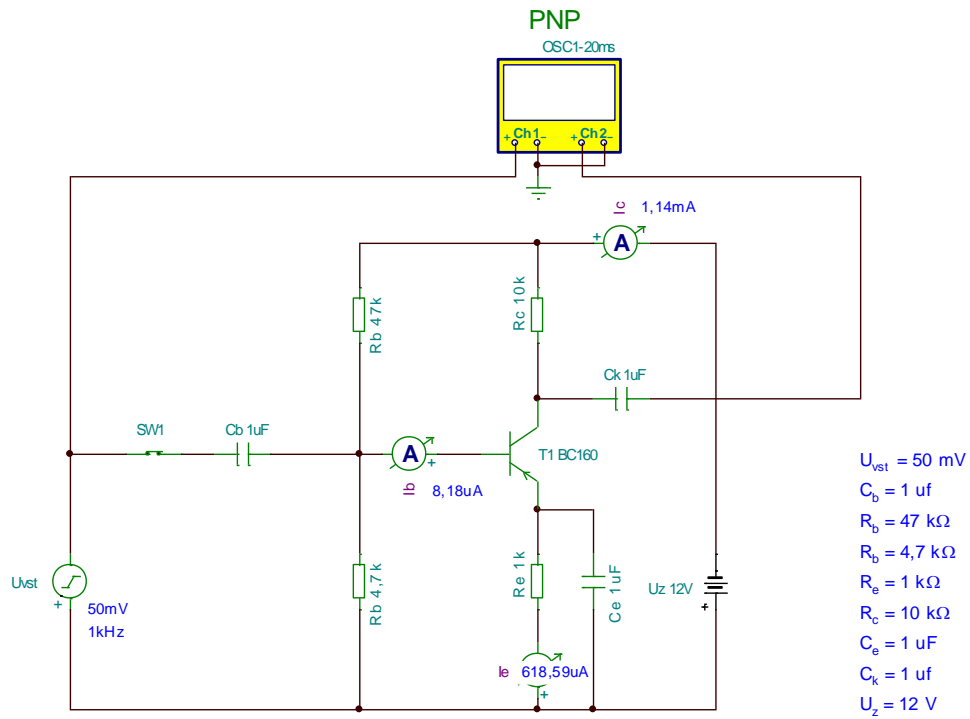 PNP
OSC1-20ms
+ Ch1 − + Ch2 −
Ic 1,14mA
+ A
Rb 47k
Rc 10k
Ck 1uF
SW1
Cb 1uF
A +
T1 BC160
Ib 8,18uA
Uvst
+
50mV
1kHz
Rb 4,7k
Re 1k
Ce 1uF
Uz 12V
+
Ie 618,59uA
+
Uvst = 50 mV
Cb = 1 uf
Rb = 47 kΩ
Rb = 4,7 kΩ
Re = 1 kΩ
Rc = 10 kΩ
Ce = 1 uF
Ck = 1 uf
Uz = 12 V